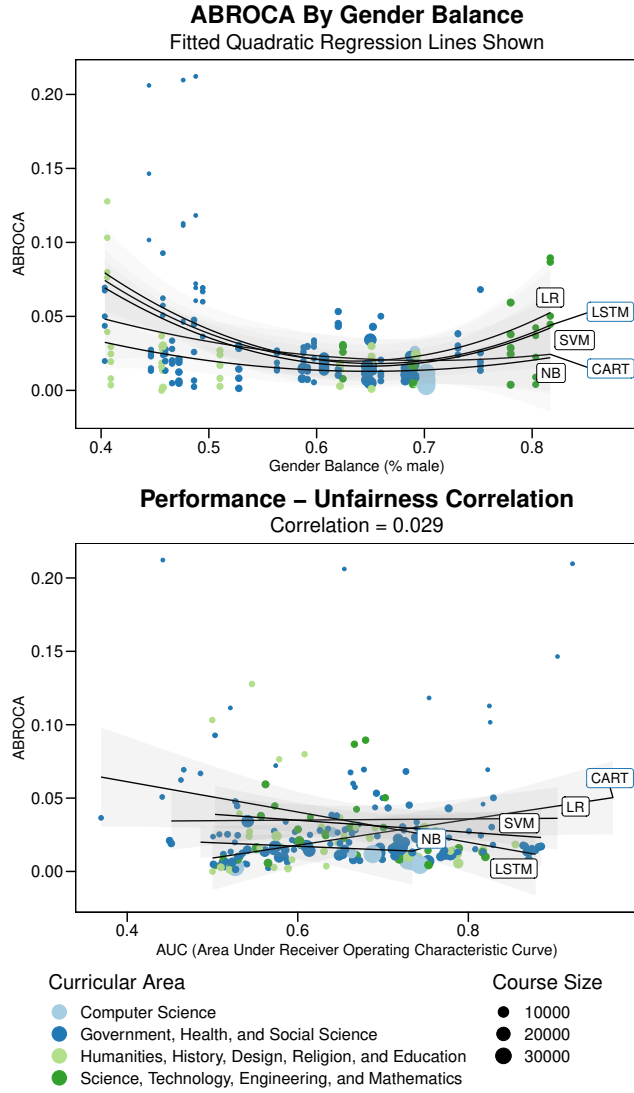 ABROCA By Gender Balance
Fitted Quadratic Regression Lines Shown
0.20
0.15
0.10
0.05
0.00
ABROCA
LR
LSTM
SVM
NB
CART
0.4 0.5 0.6 0.7 0.8
Gender Balance (% male)
Performance − Unfairness Correlation
Correlation = 0.029
0.20
0.15
0.10
0.05
0.00
ABROCA
CART
LR
SVM
NB
LSTM
0.4 0.6 0.8
AUC (Area Under Receiver Operating Characteristic Curve)
Curricular Area
Computer Science
Government, Health, and Social Science
Humanities, History, Design, Religion, and Education
Science, Technology, Engineering, and Mathematics
Course Size
10000
20000
30000